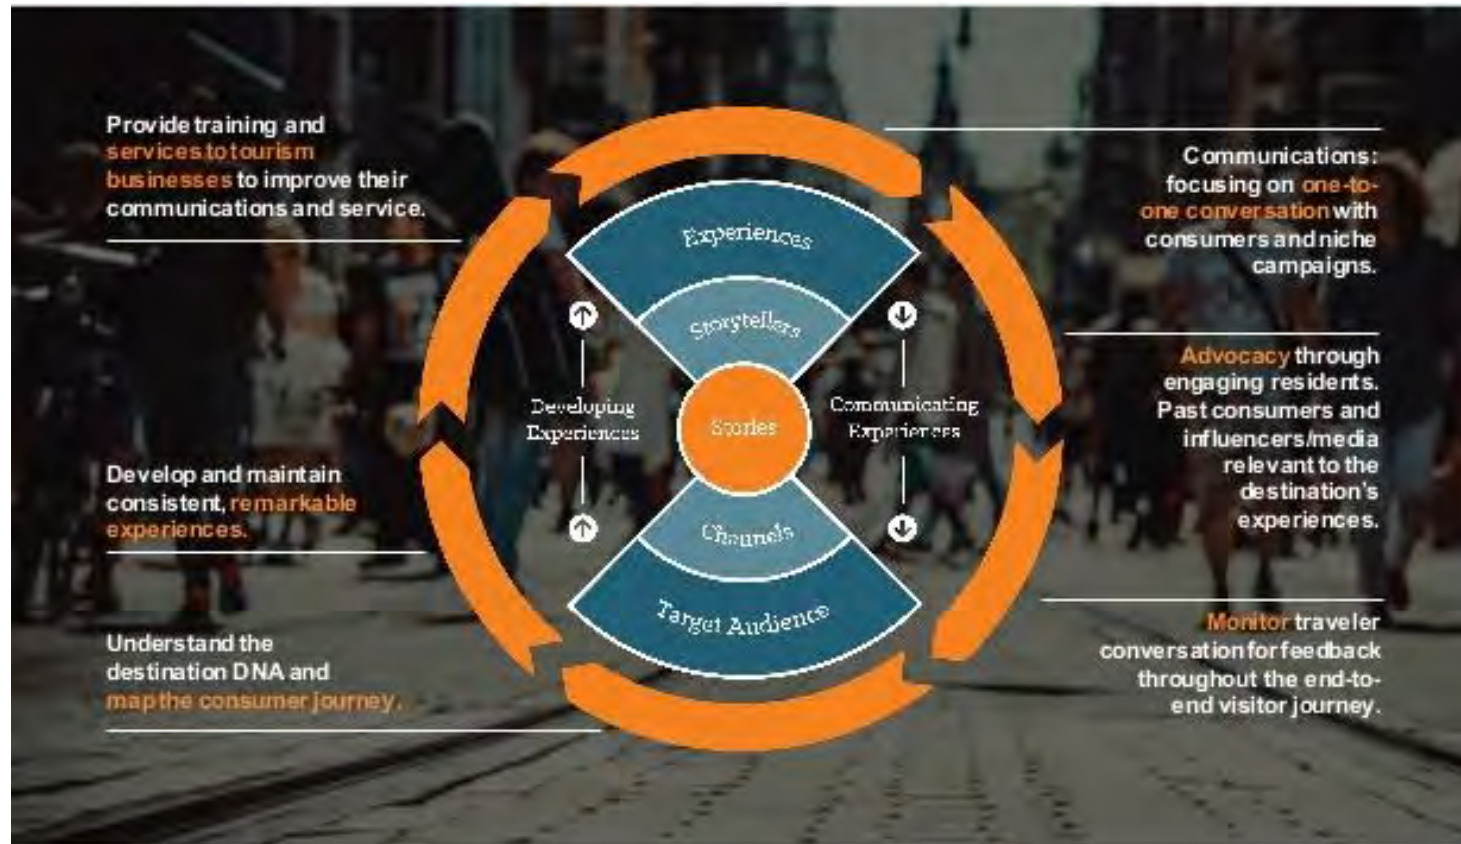 Provide training and
services to tourism
businesses to improve their
communications and service.
Develop and maintain
consistent, remarkable
experiences.
Understand the
destination DNA and
map the consumer journey.
Experiences
Storytellers
Developing
Experiences
Stories
Communicating
Experiences
Channels
Target Audience
Communications:
focusing on one-to-
one conversation with
consumers and niche
campaigns.
Advocacy through
engaging residents.
Past consumers and
influencers/media
relevant to the
destination's
experiences.
Monitor traveler
conversation for feedback
throughout the end-to-
end visitor journey.